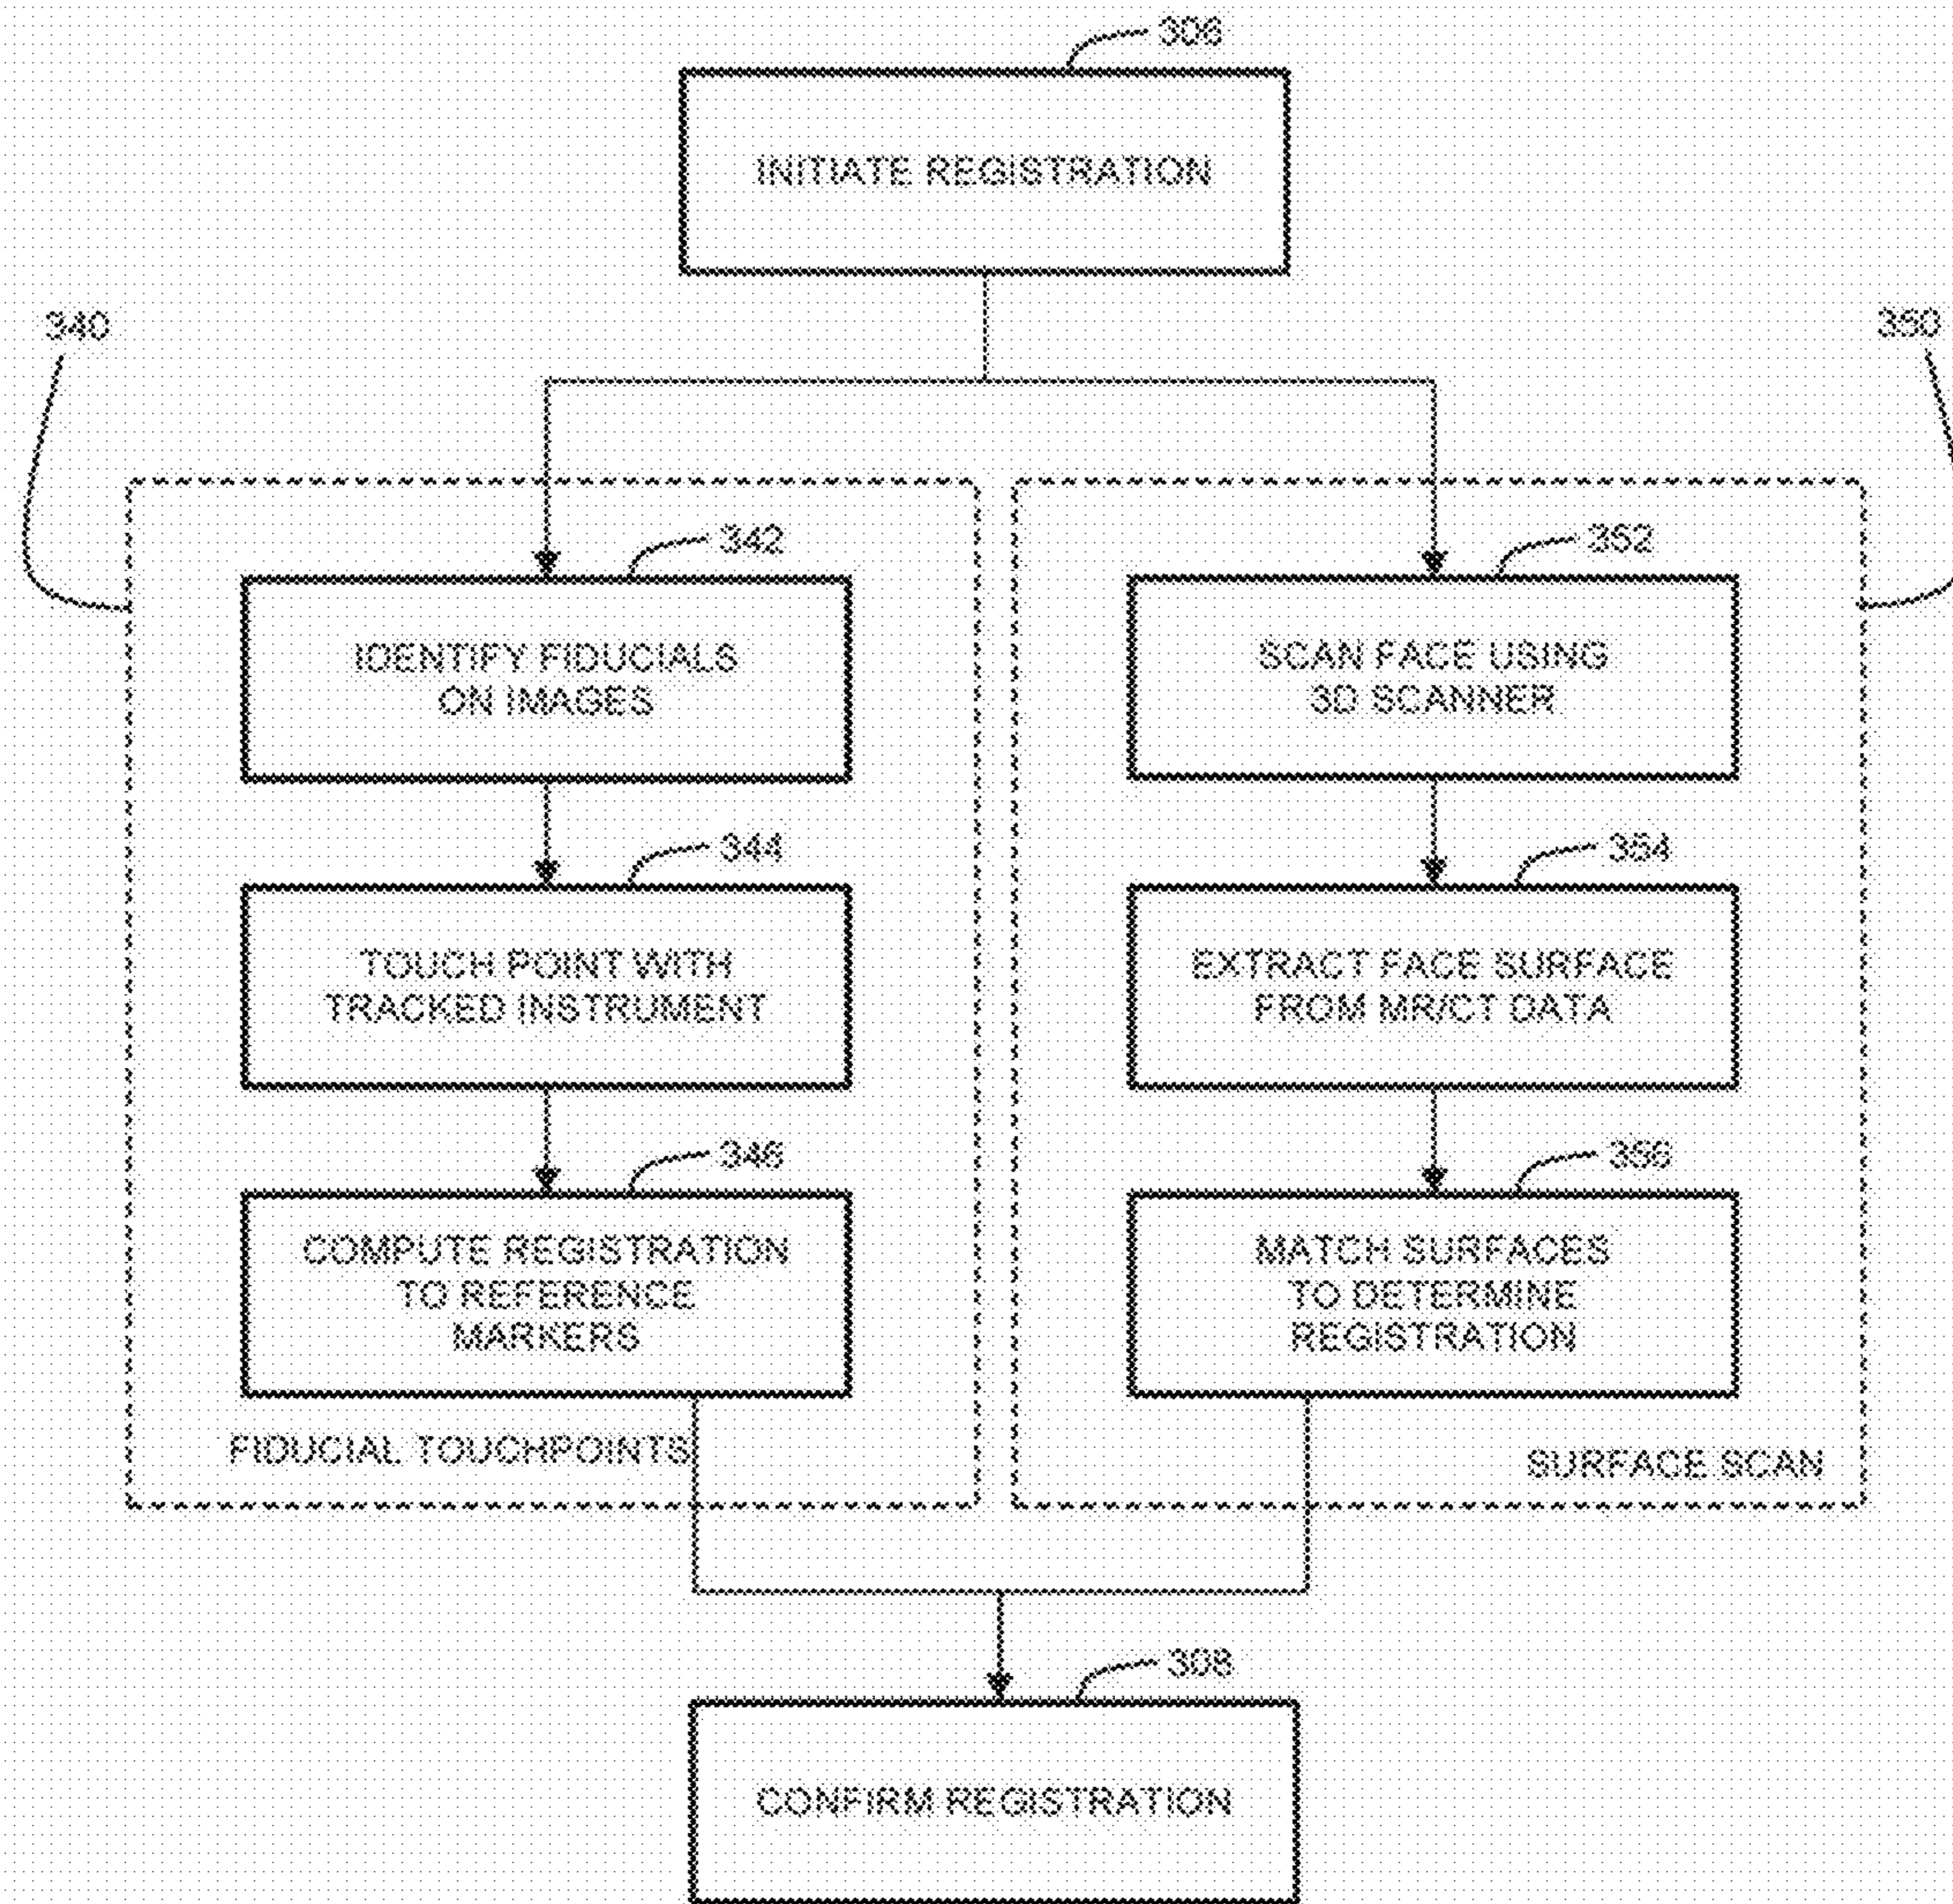 306
INITIATE REGISTRATION
340
350
342
352
IDENTIFY FIDUCIALS
ON IMAGES
SCAN FACE USING
3D SCANNER
344
354
TOUCH POINT WITH
TRACKED INSTRUMENT
EXTRACT FACE SURFACE
FROM MR/CT DATA
346
356
COMPUTE REGISTRATION
TO REFERENCE
MARKERS
MATCH SURFACES
TO DETERMINE
REGISTRATION
FIDUCIAL TOUCHPOINTS
SURFACE SCAN
308
CONFIRM REGISTRATION